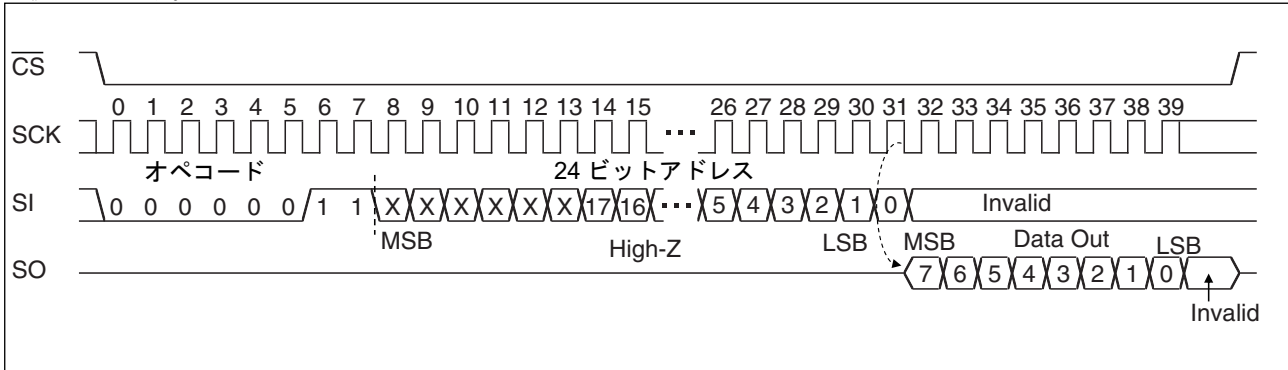 CS
0 1 2 3 4 5 6 7 8 9 10 11 12 13 14 15 26 27 28 29 30 31 32 33 34 35 36 37 38 39
SCK ···
オペコード 24 ビットアドレス
SI 0 0 0 0 0 0 1 1 X X X X X X 17 16 ··· 5 4 3 2 1 0 Invalid
MSB High-Z LSB MSB Data Out LSB
SO 7 6 5 4 3 2 1 0
Invalid